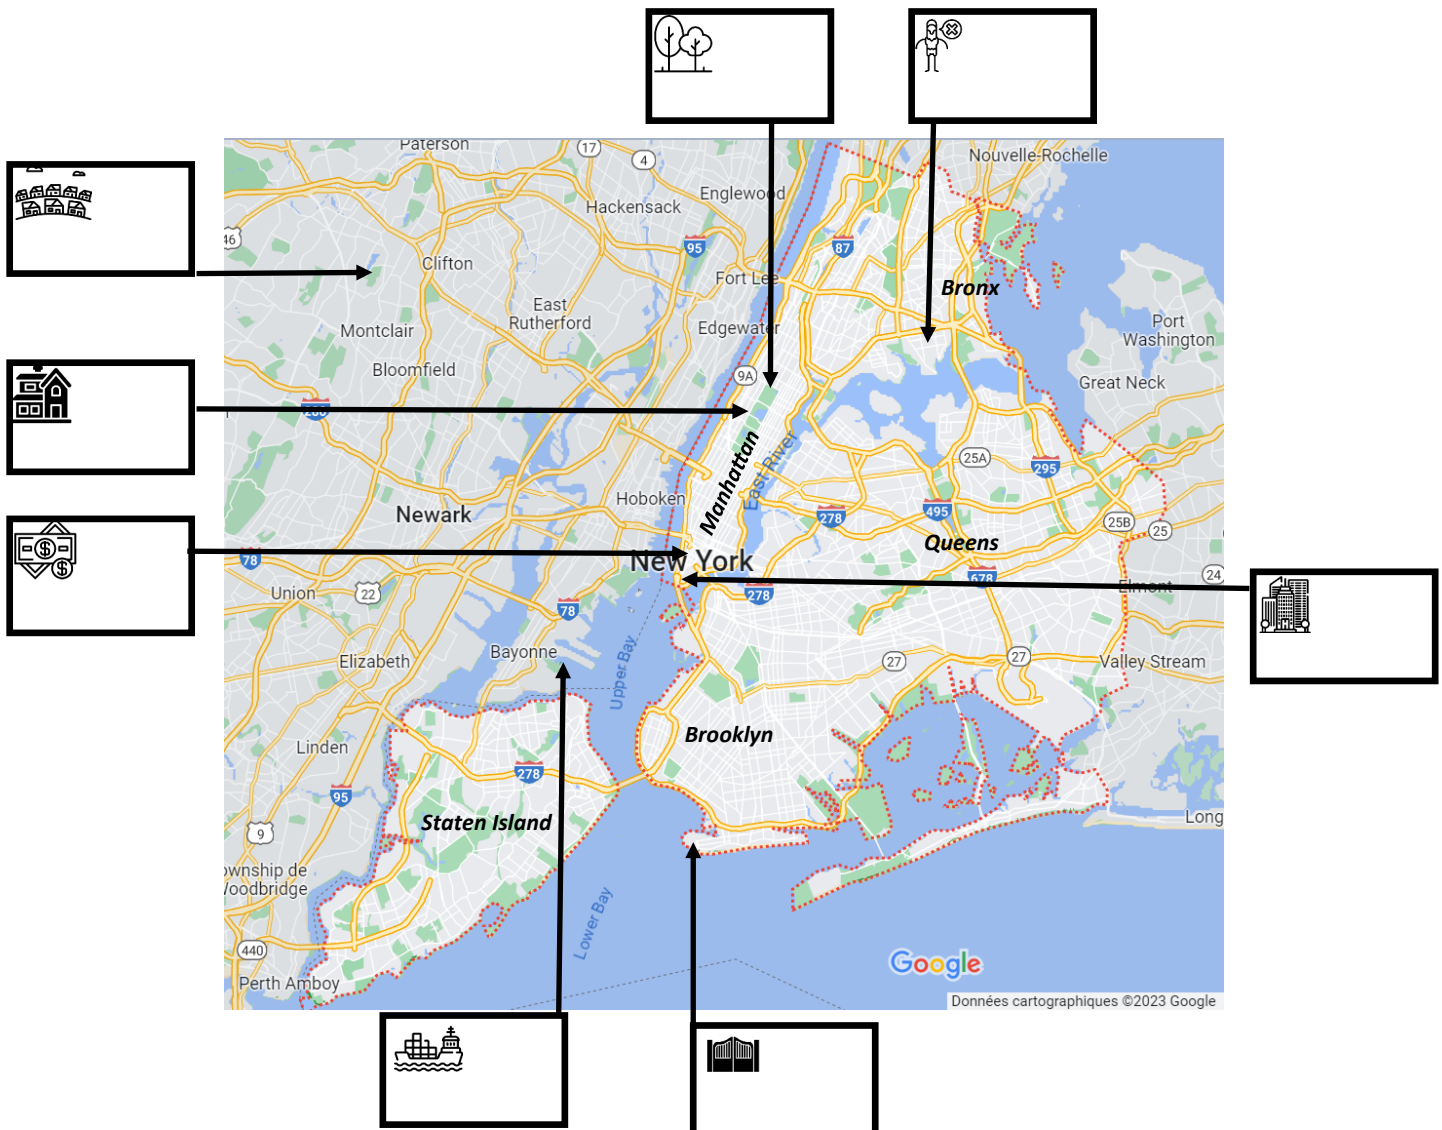 Paterson
17
4
Nouvelle-Rochelle
Englewood
Hackensack
46
95
87
Clifton
Fort Lee
Bronx
East
Rutherford
Port
Washington
Montclair
Edgewater
Bloomfield
9A
Great Neck
Manhattan
East River
25A
295
Hoboken
Newark
278
495
25B
25
Queens
78
New York
24
678
Elmont
Union
22
278
78
Bayonne
Upper Bay
Elizabeth
27
27
Valley Stream
Brooklyn
Linden
278
95
Staten Island
9
Long
ownship de
Woodbridge
Lower Bay
440
Google
Perth Amboy
Données cartographiques ©2023 Google